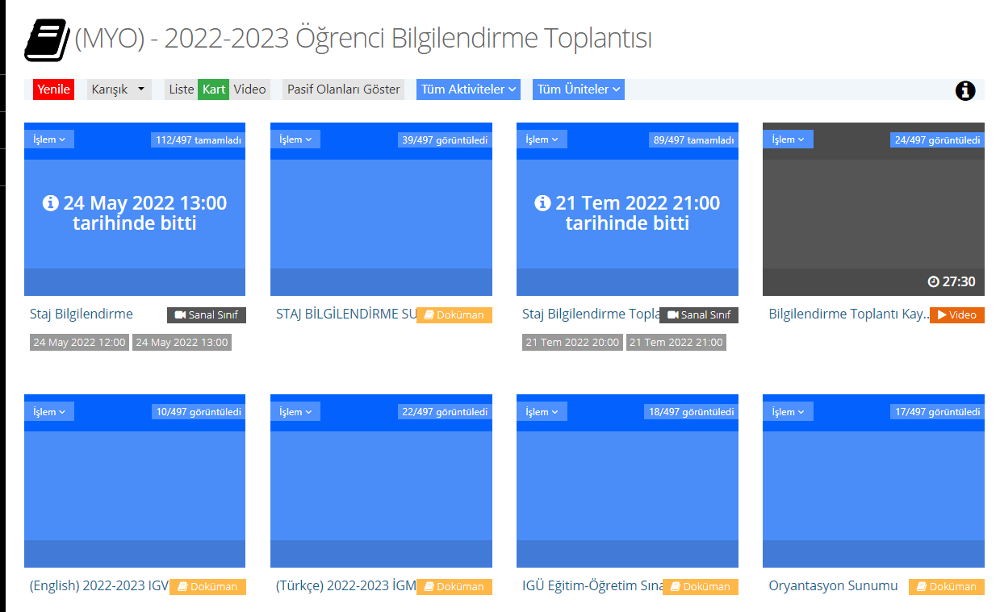 (MYO) - 2022-2023 Öğrenci Bilgilendirme Toplantısı
Yenile Karışık Liste Kart Video Pasif Olanları Göster Tüm Aktiviteler Tüm Üniteler
İşlem 112/497 tamamladı İşlem 39/497 görüntüledi İşlem 89/497 tamamladı İşlem 24/497 görüntüledi
24 May 2022 13:00
tarihinde bitti
21 Tem 2022 21:00
tarihinde bitti
27:30
Staj Bilgilendirme Sanal Sınıf STAJ BİLGİLENDİRME SU Doküman Staj Bilgilendirme Topla Sanal Sınıf Bilgilendirme Toplantı Kay.. Video
24 May 2022 12:00 24 May 2022 13:00 21 Tem 2022 20:00 21 Tem 2022 21:00
İşlem 10/497 görüntüledi İşlem 22/497 görüntüledi İşlem 18/497 görüntüledi İşlem 17/497 görüntüledi
(English) 2022-2023 IGV Doküman (Türkçe) 2022-2023 İGM Doküman IGÜ Eğitim-Öğretim Sına Doküman Oryantasyon Sunumu Doküman